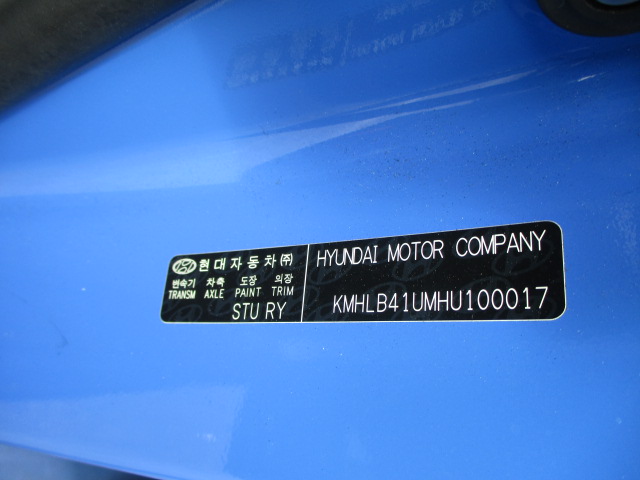 현대자동차㈜
변속기 차축 도장 의장
TRANSM AXLE PAINT TRIM
STU RY
HYUNDAI MOTOR COMPANY
KMHLB41UMHU100017